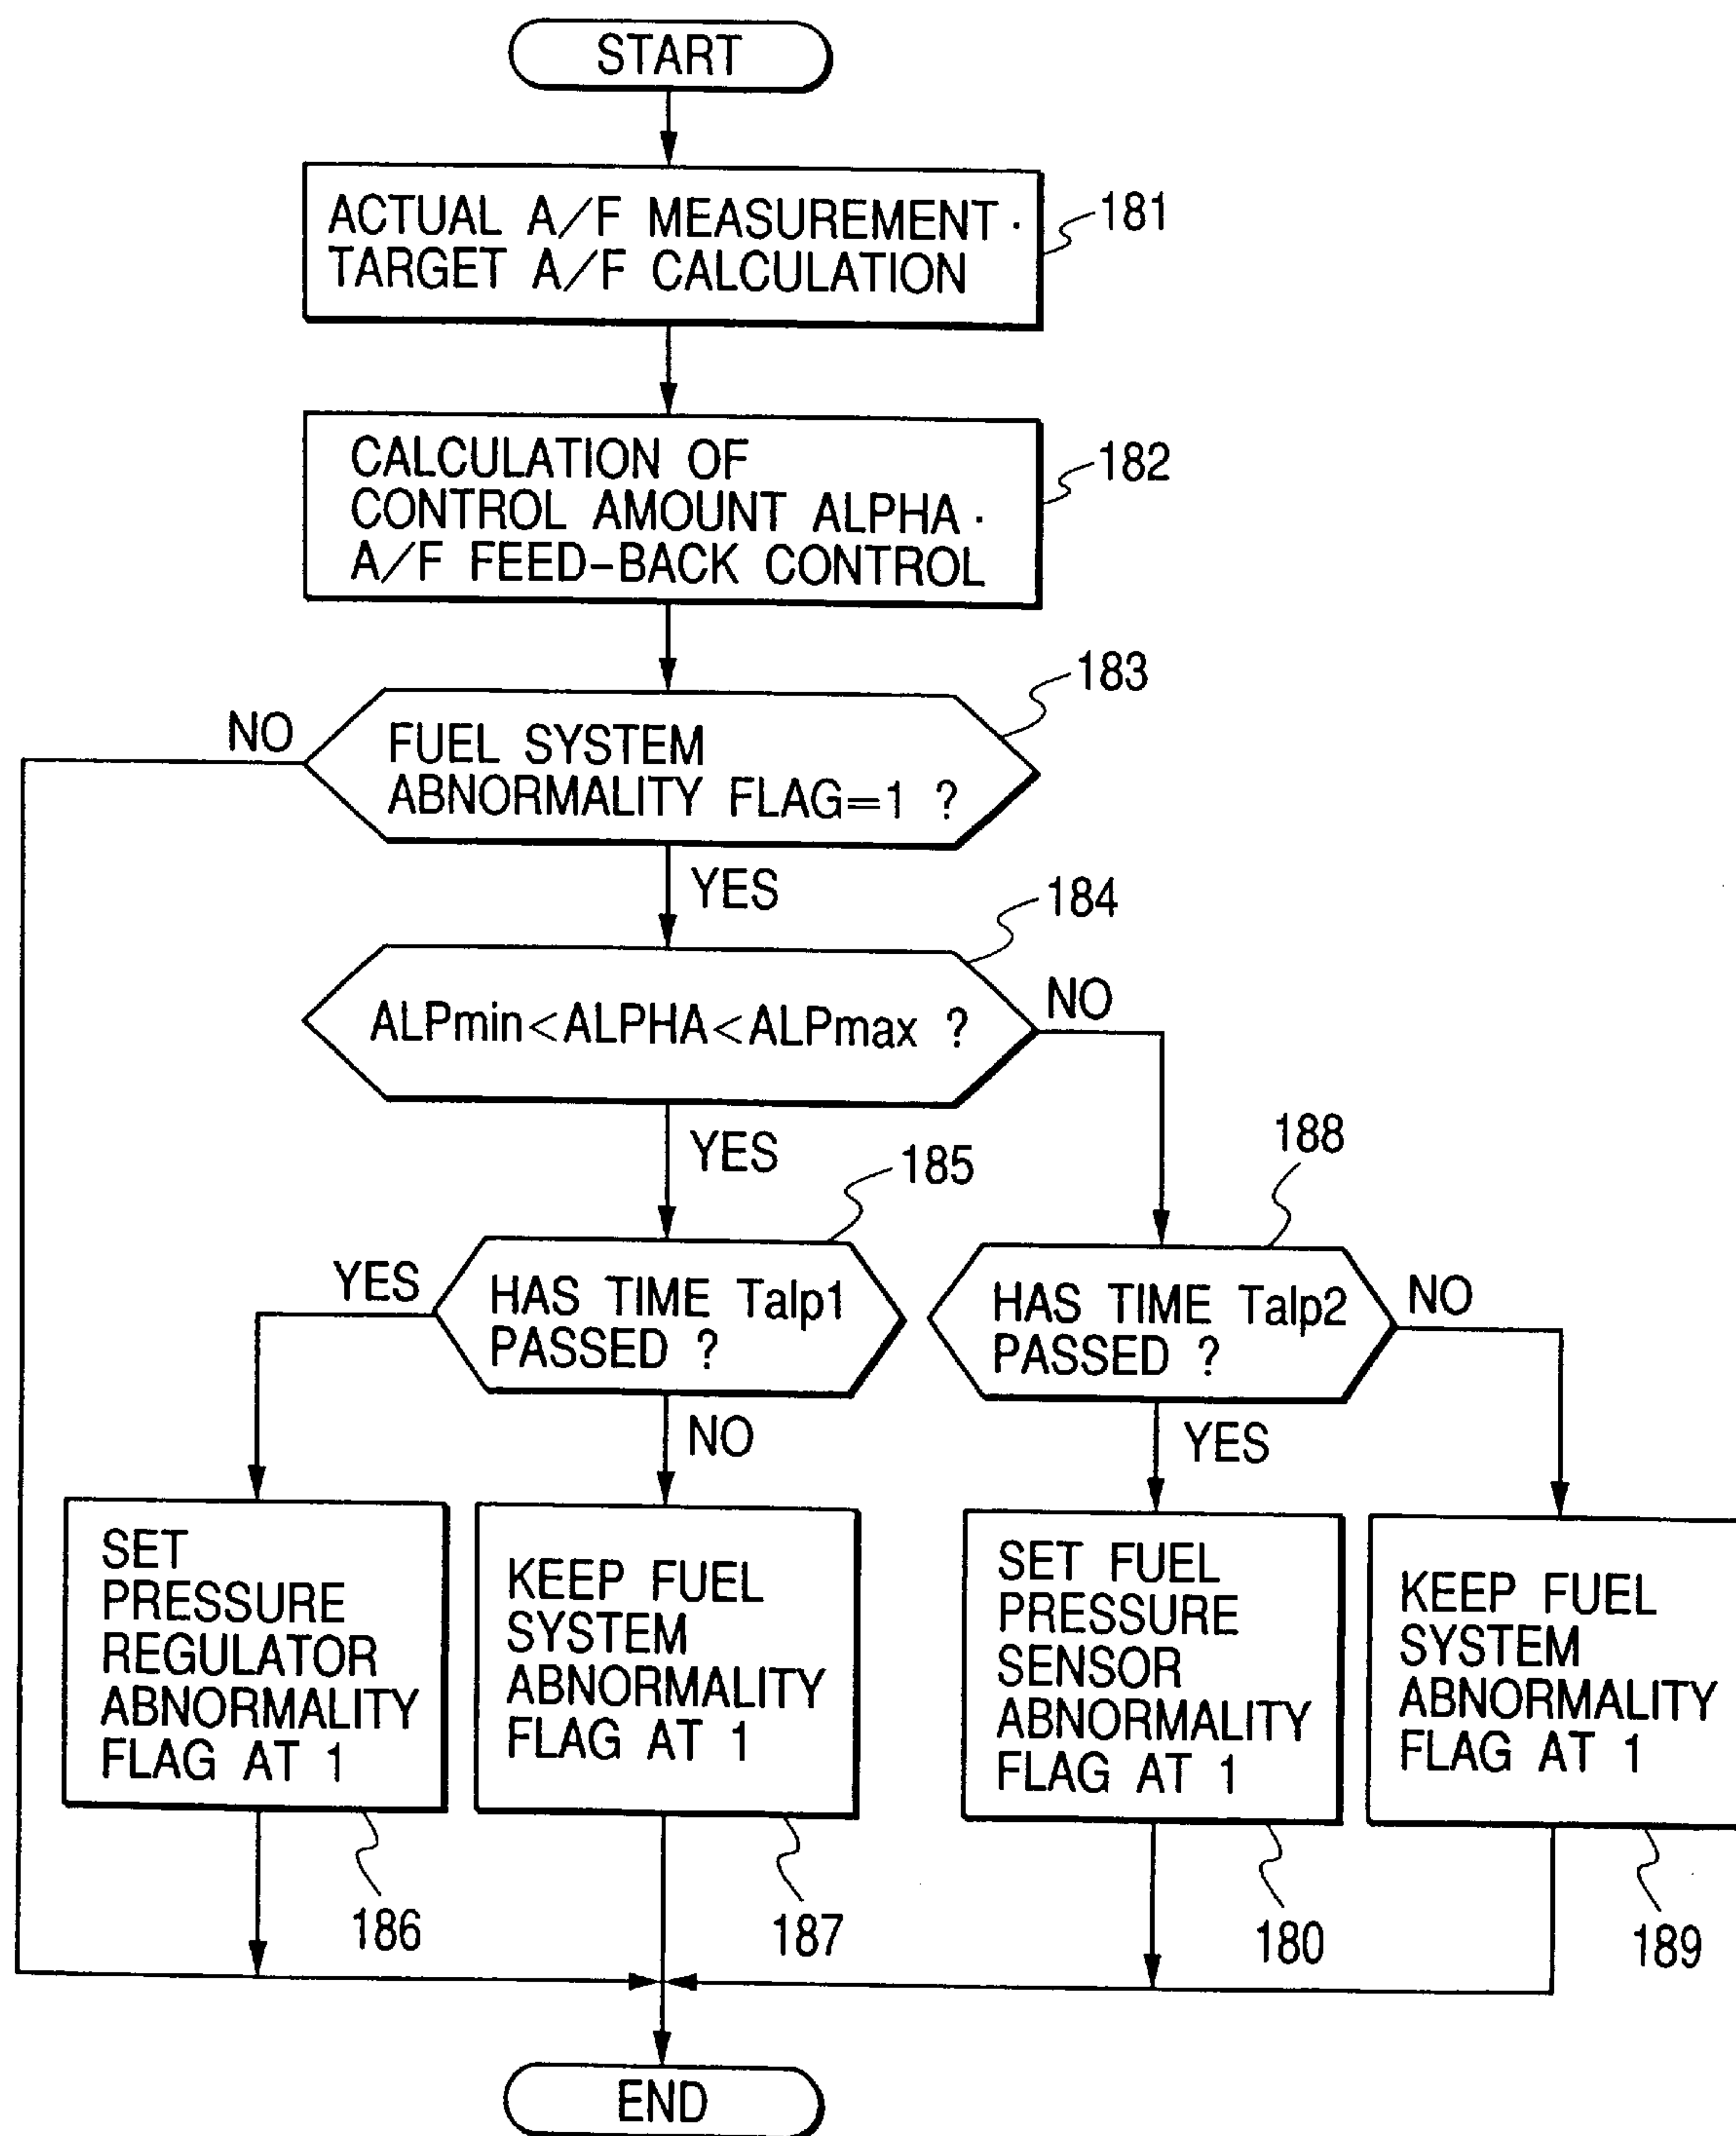 START
ACTUAL A/F MEASUREMENT ·
TARGET A/F CALCULATION
181
CALCULATION OF
CONTROL AMOUNT ALPHA ·
A/F FEED-BACK CONTROL
182
183
NO
FUEL SYSTEM
ABNORMALITY FLAG=1 ?
YES
184
ALPmin<ALPHA<ALPmax ?
NO
YES
185
188
YES
HAS TIME Talp1
PASSED ?
HAS TIME Talp2
PASSED ?
NO
NO
YES
SET
PRESSURE
REGULATOR
ABNORMALITY
FLAG AT 1
KEEP FUEL
SYSTEM
ABNORMALITY
FLAG AT 1
SET FUEL
PRESSURE
SENSOR
ABNORMALITY
FLAG AT 1
KEEP FUEL
SYSTEM
ABNORMALITY
FLAG AT 1
186
187
180
189
END